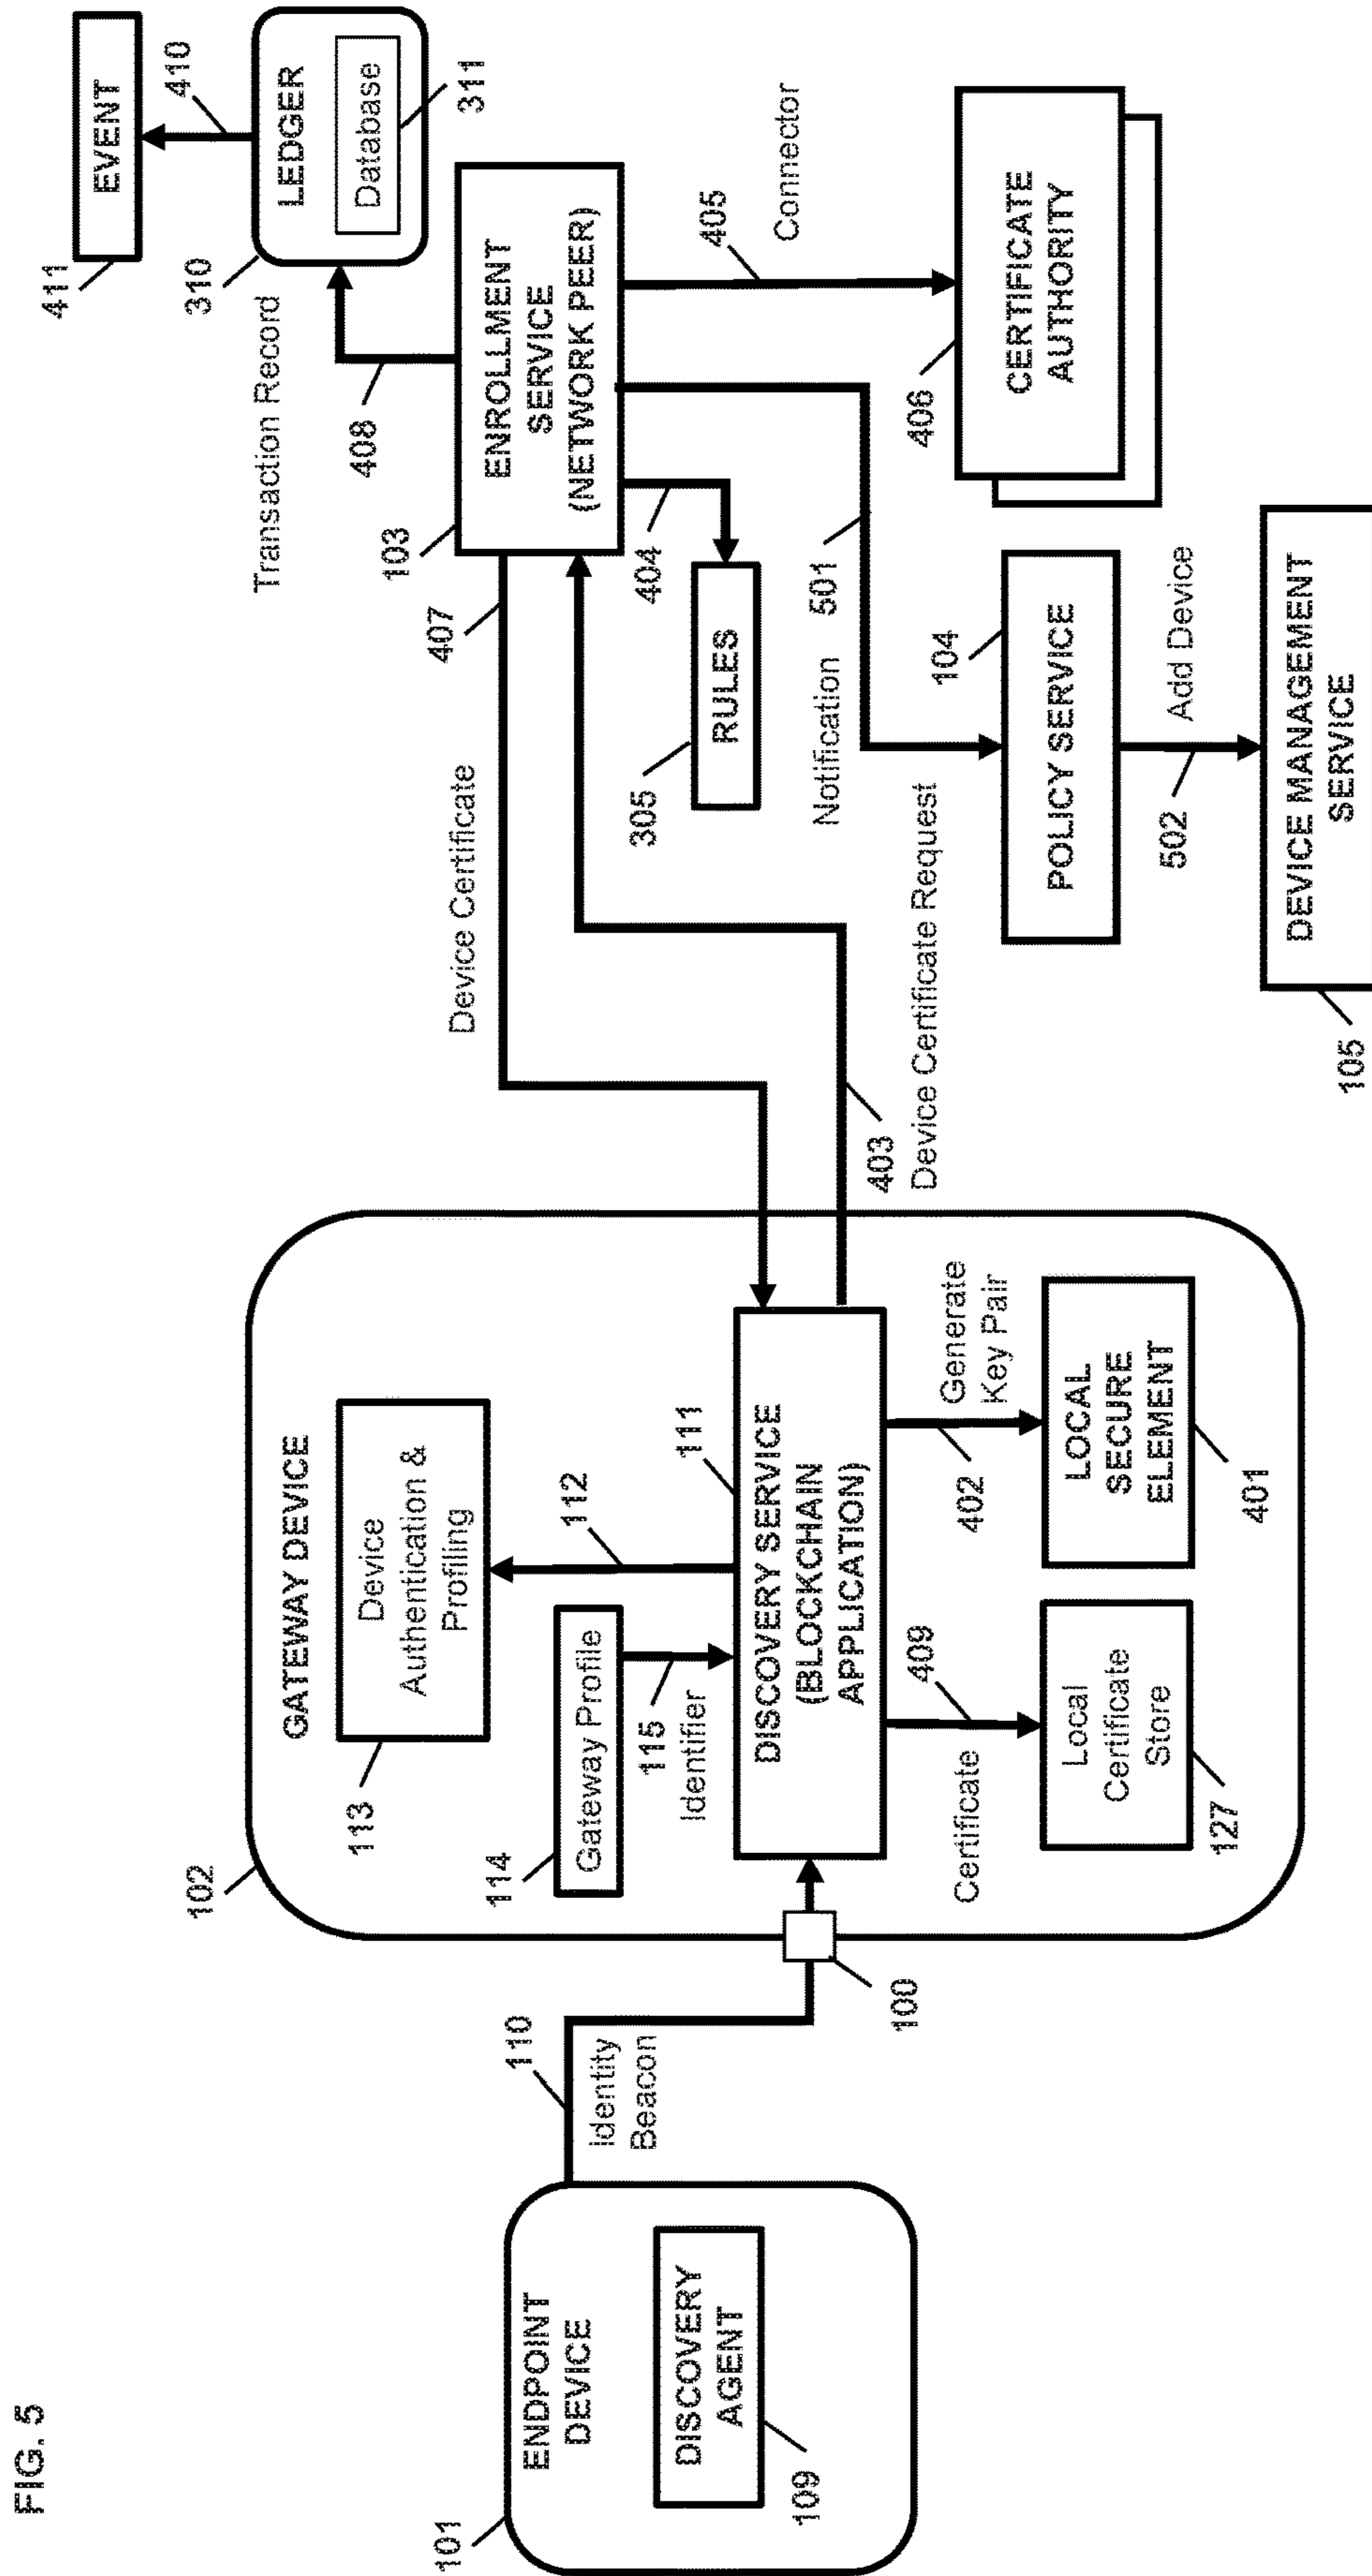 FIG. 5
101
ENDPOINT
DEVICE
DISCOVERY
AGENT
109
110
Identity
Beacon
100
102
GATEWAY DEVICE
113
Device
Authentication &
Profiling
112
114
Gateway Profile
115
Identifier
111
DISCOVERY SERVICE
(BLOCKCHAIN
APPLICATION)
Certificate
409
402
Generate
Key Pair
Local
Certificate
Store
127
LOCAL
SECURE
ELEMENT
401
Device Certificate
407
403
Device Certificate Request
411
EVENT
410
310
LEDGER
Database
311
Transaction Record
408
103
ENROLLMENT
SERVICE
(NETWORK PEER)
404
305
RULES
Notification
501
405
Connector
406
CERTIFICATE
AUTHORITY
104
POLICY SERVICE
502
Add Device
105
DEVICE MANAGEMENT
SERVICE